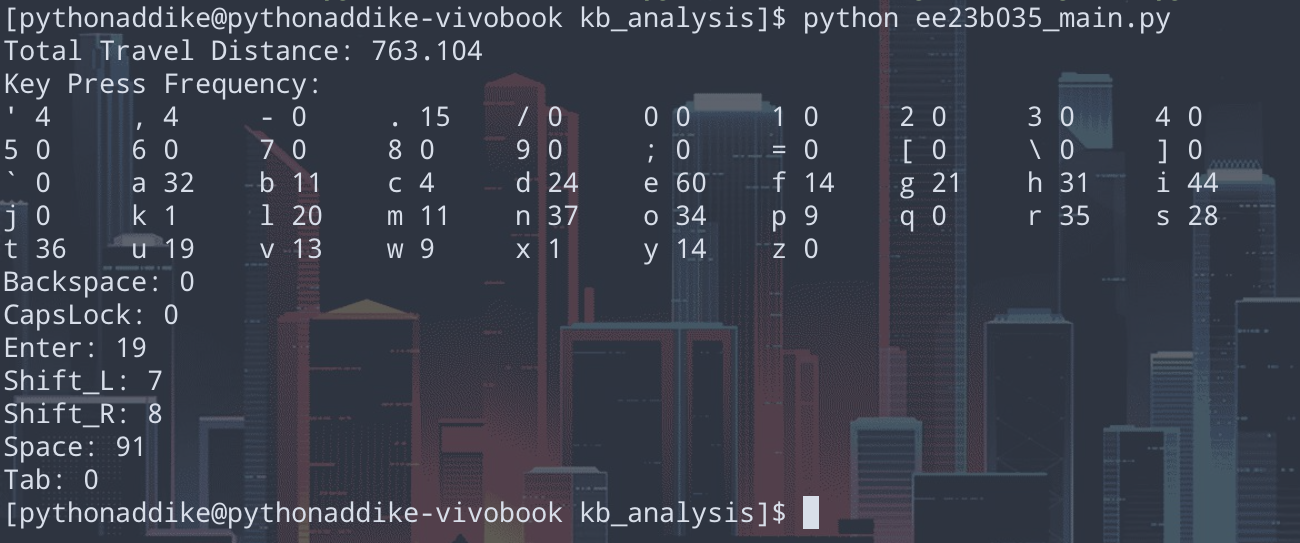 [pythonaddike@pythonaddike-vivobook kb_analysis]$ python ee23b035_main.py
Total Travel Distance: 763.104
Key Press Frequency:
' 4 , 4 - 0 . 15 / 0 0 0 1 0 2 0 3 0 4 0
5 0 6 0 7 0 8 0 9 0 ; 0 = 0 [ 0 \ 0 ] 0
` 0 a 32 b 11 c 4 d 24 e 60 f 14 g 21 h 31 i 44
j 0 k 1 l 20 m 11 n 37 o 34 p 9 q 0 r 35 s 28
t 36 u 19 v 13 w 9 x 1 y 14 z 0
Backspace: 0
CapsLock: 0
Enter: 19
Shift_L: 7
Shift_R: 8
Space: 91
Tab: 0
[pythonaddike@pythonaddike-vivobook kb_analysis]$